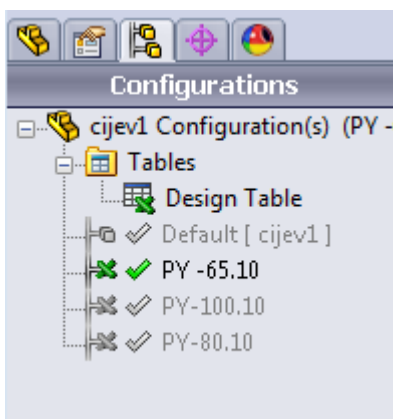 Configurations
cijev1 Configuration(s) (PY -
Tables
Design Table
Default [ cijev1 ]
PY -65.10
PY-100.10
PY-80.10